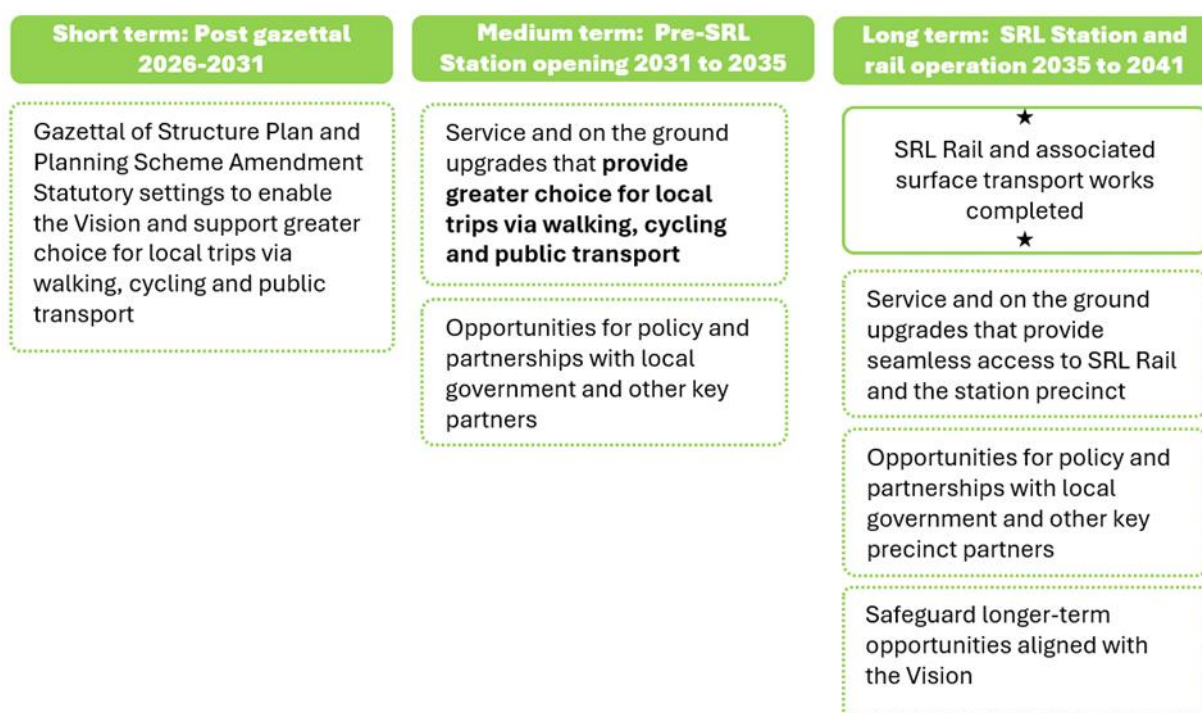 Short term: Post gazettal
2026-2031
Gazettal of Structure Plan and
Planning Scheme Amendment
Statutory settings to enable
the Vision and support greater
choice for local trips via
walking, cycling and public
transport
Medium term: Pre-SRL
Station opening 2031 to 2035
Service and on the ground
upgrades that provide
greater choice for local
trips via walking, cycling
and public transport
Opportunities for policy and
partnerships with local
government and other key
partners
Long term: SRL Station and
rail operation 2035 to 2041
★
SRL Rail and associated
surface transport works
completed
★
Service and on the ground
upgrades that provide
seamless access to SRL Rail
and the station precinct
Opportunities for policy and
partnerships with local
government and other key
precinct partners
Safeguard longer-term
opportunities aligned with
the Vision